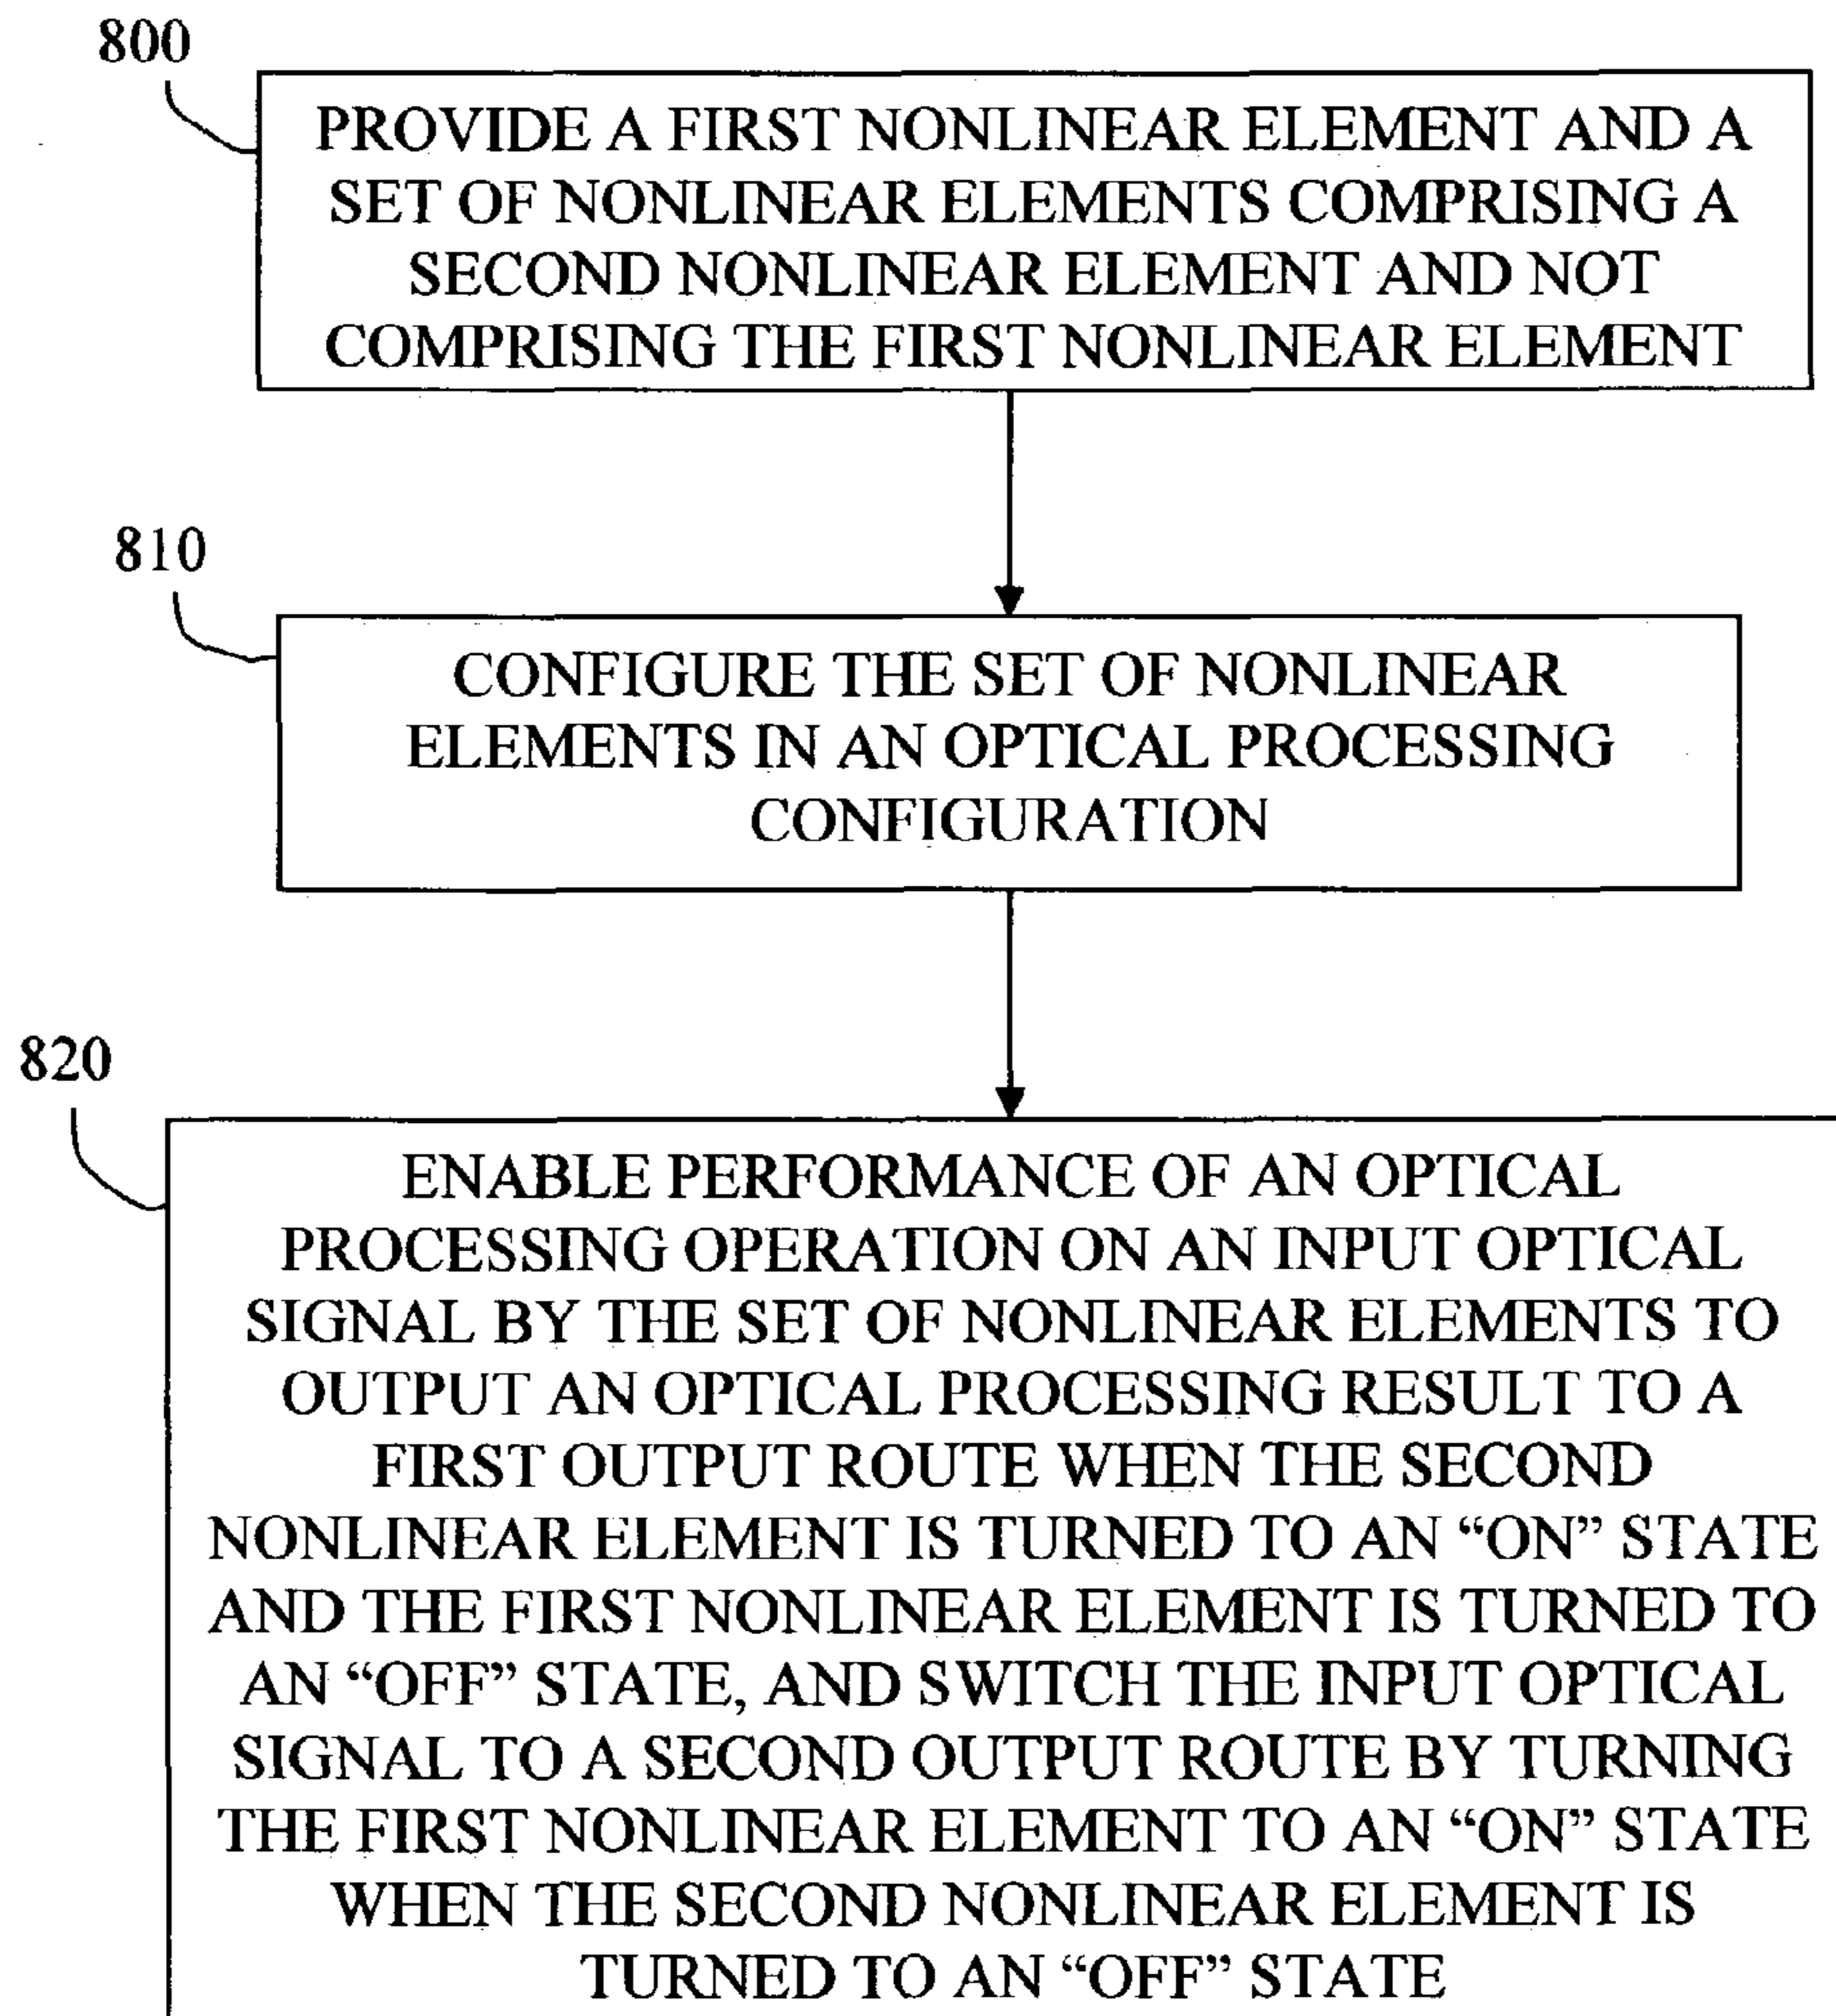 800
PROVIDE A FIRST NONLINEAR ELEMENT AND A
SET OF NONLINEAR ELEMENTS COMPRISING A
SECOND NONLINEAR ELEMENT AND NOT
COMPRISING THE FIRST NONLINEAR ELEMENT
810
CONFIGURE THE SET OF NONLINEAR
ELEMENTS IN AN OPTICAL PROCESSING
CONFIGURATION
820
ENABLE PERFORMANCE OF AN OPTICAL
PROCESSING OPERATION ON AN INPUT OPTICAL
SIGNAL BY THE SET OF NONLINEAR ELEMENTS TO
OUTPUT AN OPTICAL PROCESSING RESULT TO A
FIRST OUTPUT ROUTE WHEN THE SECOND
NONLINEAR ELEMENT IS TURNED TO AN “ON” STATE
AND THE FIRST NONLINEAR ELEMENT IS TURNED TO
AN “OFF” STATE, AND SWITCH THE INPUT OPTICAL
SIGNAL TO A SECOND OUTPUT ROUTE BY TURNING
THE FIRST NONLINEAR ELEMENT TO AN “ON” STATE
WHEN THE SECOND NONLINEAR ELEMENT IS
TURNED TO AN “OFF” STATE